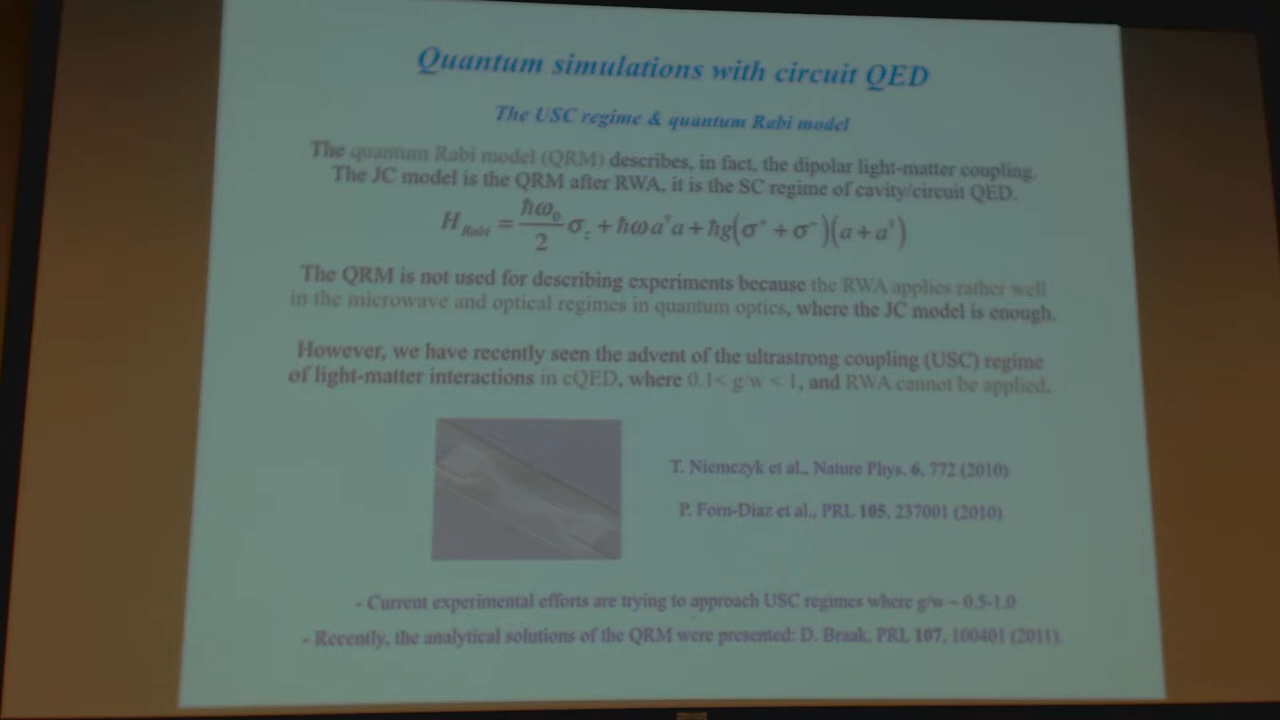 Quantum simulations with circuit QED
The USC regime & quantum Rabi model
The quantum Rabi model (QRM) describes, in fact, the dipolar light-matter coupling.
The JC model is the QRM after RWA, it is the SC regime of cavity/circuit QED.
H_Rabi = ħω₀/2 σ_z + ħω a†a + ħg(σ⁺ + σ⁻)(a + a†)
The QRM is not used for describing experiments because the RWA applies rather well
in the microwave and optical regimes in quantum optics, where the JC model is enough.
However, we have recently seen the advent of the ultrastrong coupling (USC) regime
of light-matter interactions in cQED, where 0.1< g/w < 1, and RWA cannot be applied.
T. Niemczyk et al., Nature Phys. 6, 772 (2010)
P. Forn-Diaz et al., PRL 105, 237001 (2010)
- Current experimental efforts are trying to approach USC regimes where g/w ~ 0.5-1.0
- Recently, the analytical solutions of the QRM were presented: D. Braak, PRL 107, 100401 (2011).